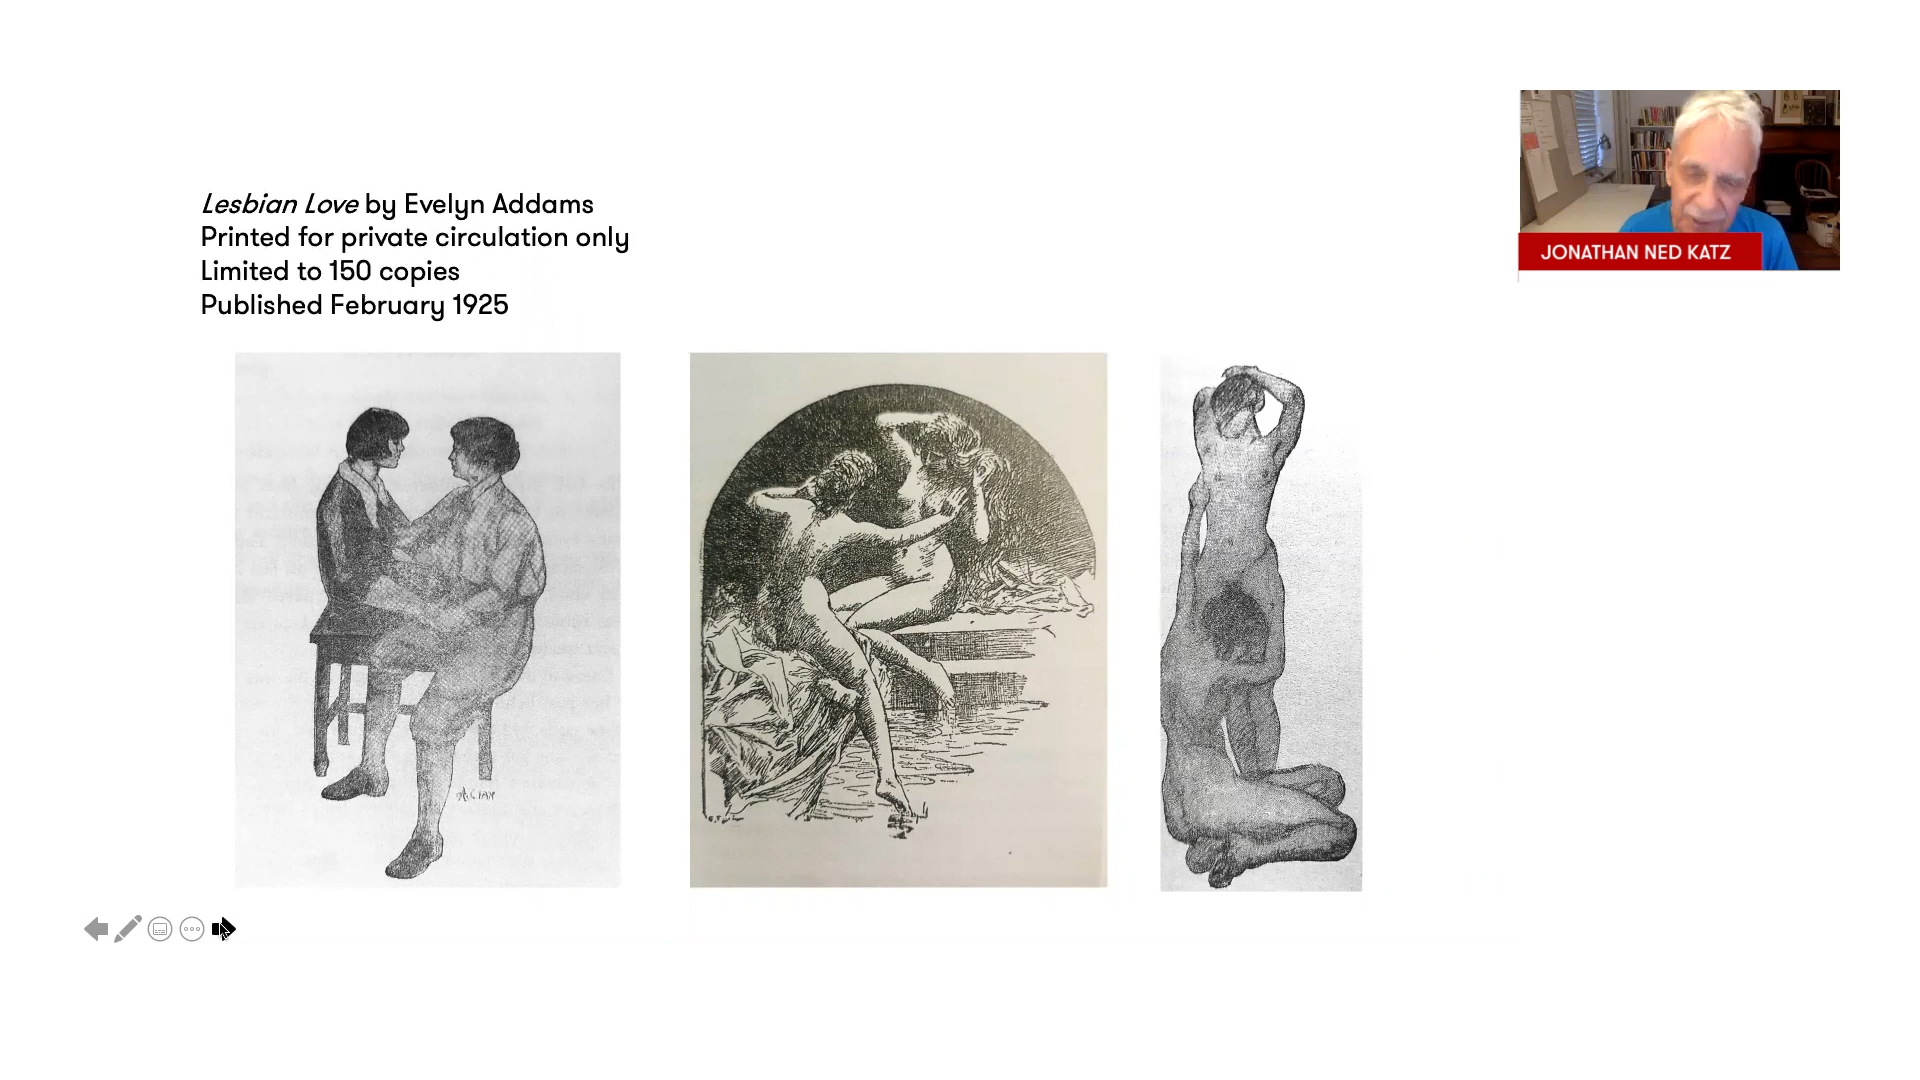 Lesbian Love by Evelyn Addams
Printed for private circulation only
Limited to 150 copies
Published February 1925
JONATHAN NED KATZ